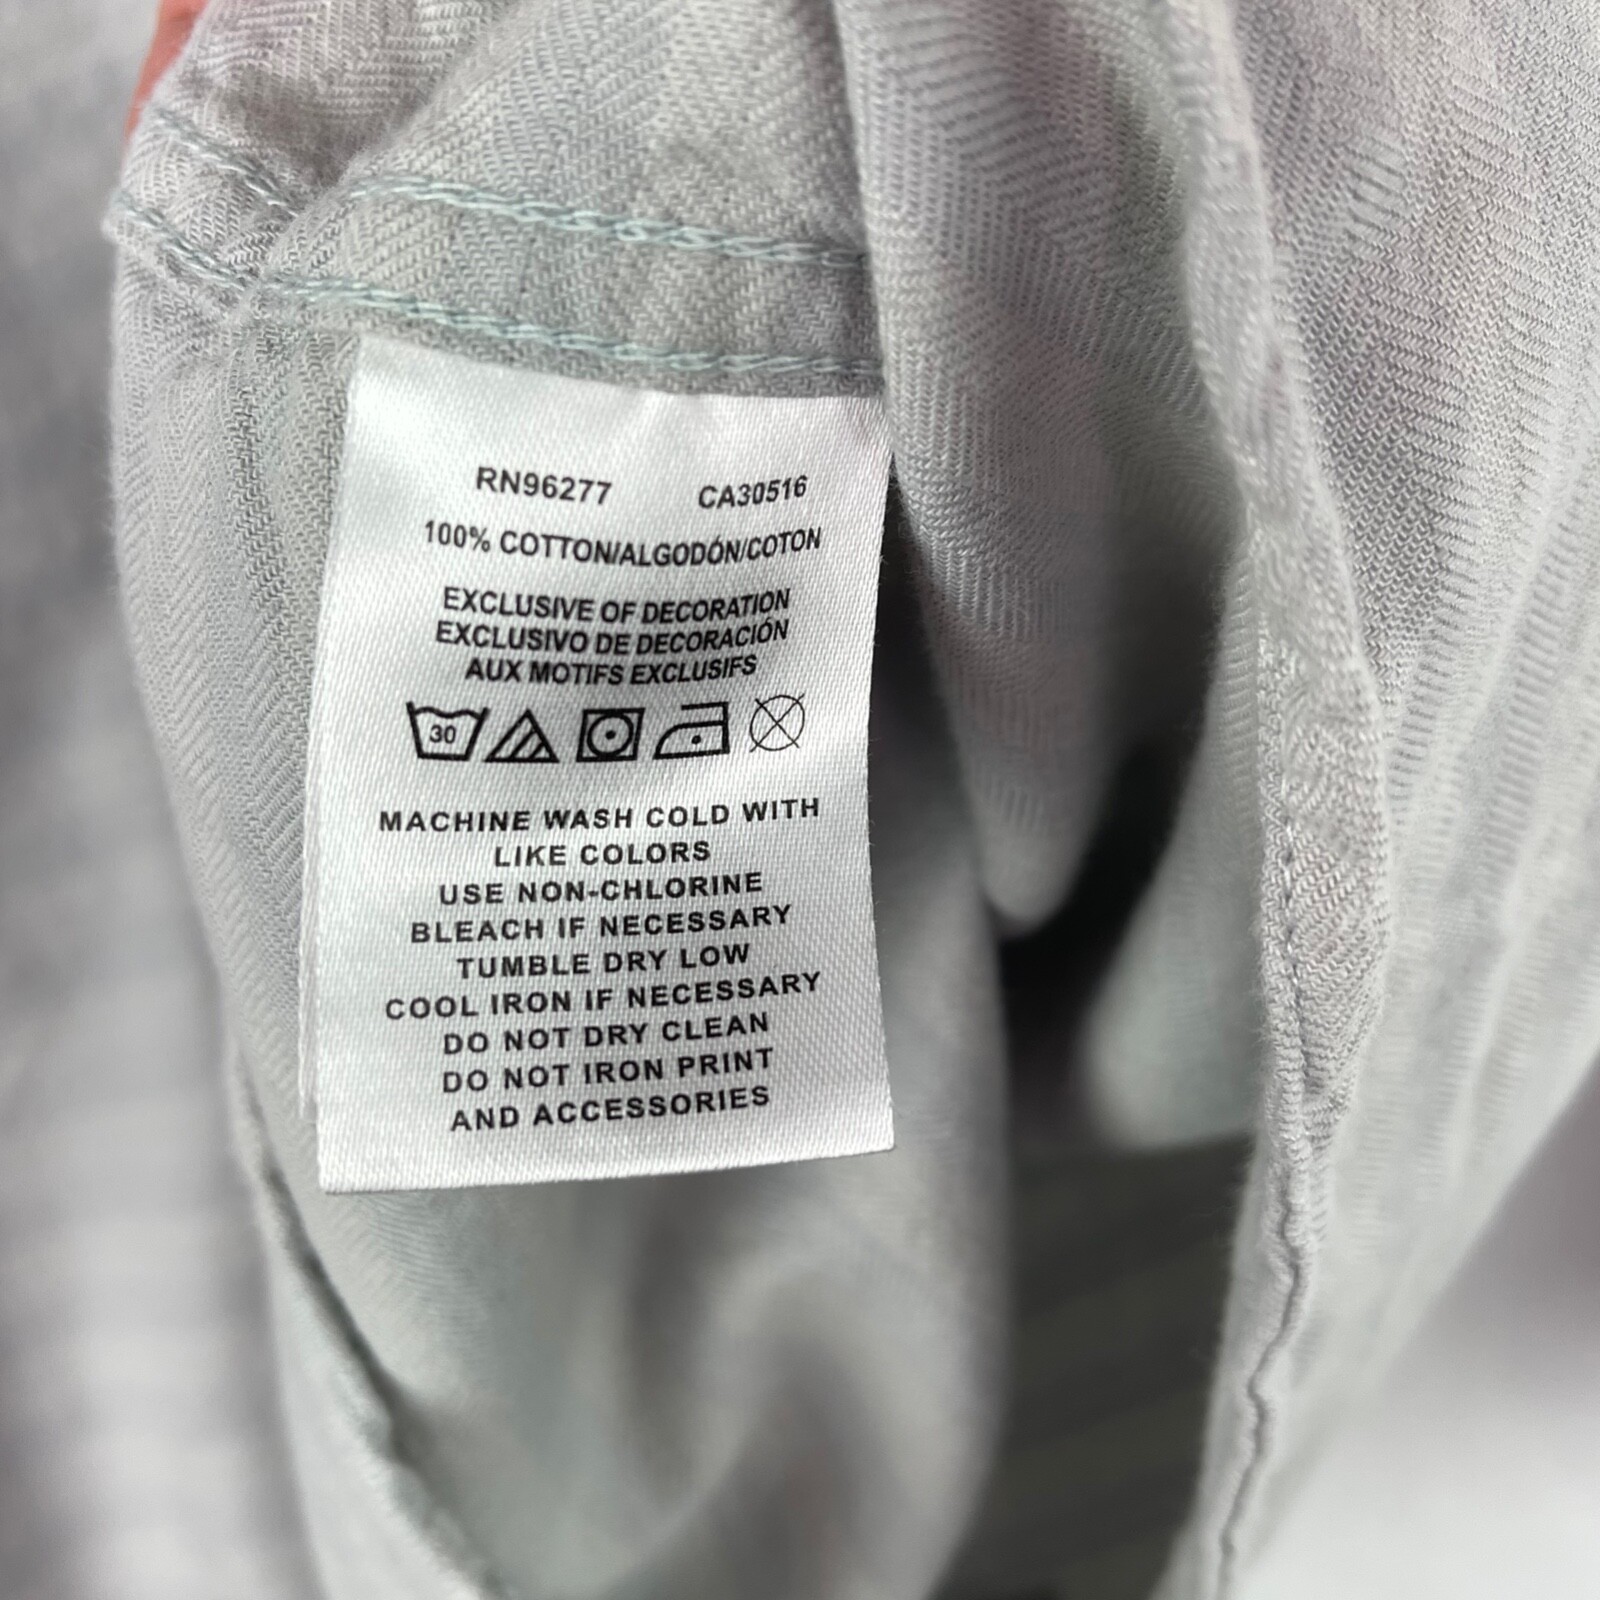 RN96277 CA30516
100% COTTON/ALGODÓN/COTON
EXCLUSIVE OF DECORATION
EXCLUSIVO DE DECORACIÓN
AUX MOTIFS EXCLUSIFS
30
MACHINE WASH COLD WITH
LIKE COLORS
USE NON-CHLORINE
BLEACH IF NECESSARY
TUMBLE DRY LOW
COOL IRON IF NECESSARY
DO NOT DRY CLEAN
DO NOT IRON PRINT
AND ACCESSORIES